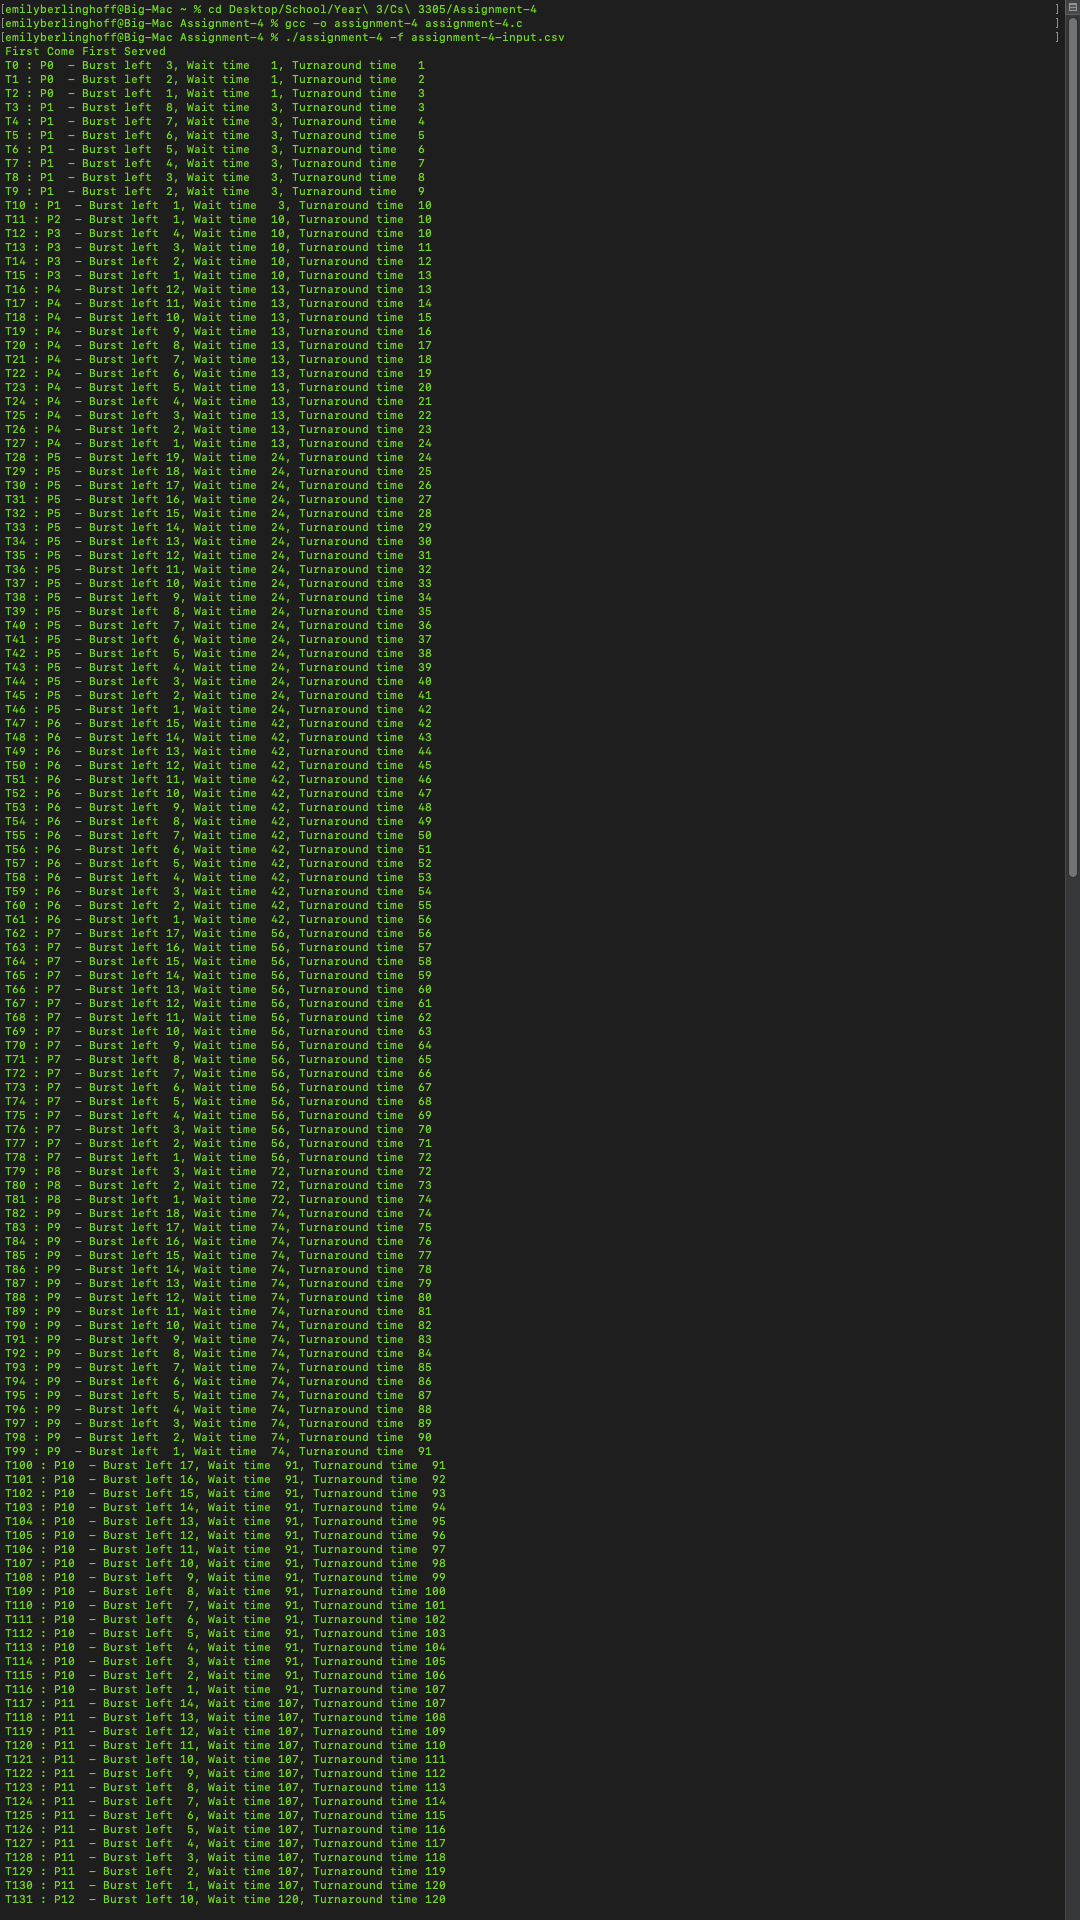 [emilyberlinghoff@Big-Mac ~ % cd Desktop/School/Year\ 3/Cs\ 3305/Assignment-4 ]
[emilyberlinghoff@Big-Mac Assignment-4 % gcc -o assignment-4 assignment-4.c ]
[emilyberlinghoff@Big-Mac Assignment-4 % ./assignment-4 -f assignment-4-input.csv ]
First Come First Served
T0 : P0  – Burst left  3, Wait time   1, Turnaround time   1
T1 : P0  – Burst left  2, Wait time   1, Turnaround time   2
T2 : P0  – Burst left  1, Wait time   1, Turnaround time   3
T3 : P1  – Burst left  8, Wait time   3, Turnaround time   3
T4 : P1  – Burst left  7, Wait time   3, Turnaround time   4
T5 : P1  – Burst left  6, Wait time   3, Turnaround time   5
T6 : P1  – Burst left  5, Wait time   3, Turnaround time   6
T7 : P1  – Burst left  4, Wait time   3, Turnaround time   7
T8 : P1  – Burst left  3, Wait time   3, Turnaround time   8
T9 : P1  – Burst left  2, Wait time   3, Turnaround time   9
T10 : P1  – Burst left  1, Wait time   3, Turnaround time  10
T11 : P2  – Burst left  1, Wait time  10, Turnaround time  10
T12 : P3  – Burst left  4, Wait time  10, Turnaround time  10
T13 : P3  – Burst left  3, Wait time  10, Turnaround time  11
T14 : P3  – Burst left  2, Wait time  10, Turnaround time  12
T15 : P3  – Burst left  1, Wait time  10, Turnaround time  13
T16 : P4  – Burst left 12, Wait time  13, Turnaround time  13
T17 : P4  – Burst left 11, Wait time  13, Turnaround time  14
T18 : P4  – Burst left 10, Wait time  13, Turnaround time  15
T19 : P4  – Burst left  9, Wait time  13, Turnaround time  16
T20 : P4  – Burst left  8, Wait time  13, Turnaround time  17
T21 : P4  – Burst left  7, Wait time  13, Turnaround time  18
T22 : P4  – Burst left  6, Wait time  13, Turnaround time  19
T23 : P4  – Burst left  5, Wait time  13, Turnaround time  20
T24 : P4  – Burst left  4, Wait time  13, Turnaround time  21
T25 : P4  – Burst left  3, Wait time  13, Turnaround time  22
T26 : P4  – Burst left  2, Wait time  13, Turnaround time  23
T27 : P4  – Burst left  1, Wait time  13, Turnaround time  24
T28 : P5  – Burst left 19, Wait time  24, Turnaround time  24
T29 : P5  – Burst left 18, Wait time  24, Turnaround time  25
T30 : P5  – Burst left 17, Wait time  24, Turnaround time  26
T31 : P5  – Burst left 16, Wait time  24, Turnaround time  27
T32 : P5  – Burst left 15, Wait time  24, Turnaround time  28
T33 : P5  – Burst left 14, Wait time  24, Turnaround time  29
T34 : P5  – Burst left 13, Wait time  24, Turnaround time  30
T35 : P5  – Burst left 12, Wait time  24, Turnaround time  31
T36 : P5  – Burst left 11, Wait time  24, Turnaround time  32
T37 : P5  – Burst left 10, Wait time  24, Turnaround time  33
T38 : P5  – Burst left  9, Wait time  24, Turnaround time  34
T39 : P5  – Burst left  8, Wait time  24, Turnaround time  35
T40 : P5  – Burst left  7, Wait time  24, Turnaround time  36
T41 : P5  – Burst left  6, Wait time  24, Turnaround time  37
T42 : P5  – Burst left  5, Wait time  24, Turnaround time  38
T43 : P5  – Burst left  4, Wait time  24, Turnaround time  39
T44 : P5  – Burst left  3, Wait time  24, Turnaround time  40
T45 : P5  – Burst left  2, Wait time  24, Turnaround time  41
T46 : P5  – Burst left  1, Wait time  24, Turnaround time  42
T47 : P6  – Burst left 15, Wait time  42, Turnaround time  42
T48 : P6  – Burst left 14, Wait time  42, Turnaround time  43
T49 : P6  – Burst left 13, Wait time  42, Turnaround time  44
T50 : P6  – Burst left 12, Wait time  42, Turnaround time  45
T51 : P6  – Burst left 11, Wait time  42, Turnaround time  46
T52 : P6  – Burst left 10, Wait time  42, Turnaround time  47
T53 : P6  – Burst left  9, Wait time  42, Turnaround time  48
T54 : P6  – Burst left  8, Wait time  42, Turnaround time  49
T55 : P6  – Burst left  7, Wait time  42, Turnaround time  50
T56 : P6  – Burst left  6, Wait time  42, Turnaround time  51
T57 : P6  – Burst left  5, Wait time  42, Turnaround time  52
T58 : P6  – Burst left  4, Wait time  42, Turnaround time  53
T59 : P6  – Burst left  3, Wait time  42, Turnaround time  54
T60 : P6  – Burst left  2, Wait time  42, Turnaround time  55
T61 : P6  – Burst left  1, Wait time  42, Turnaround time  56
T62 : P7  – Burst left 17, Wait time  56, Turnaround time  56
T63 : P7  – Burst left 16, Wait time  56, Turnaround time  57
T64 : P7  – Burst left 15, Wait time  56, Turnaround time  58
T65 : P7  – Burst left 14, Wait time  56, Turnaround time  59
T66 : P7  – Burst left 13, Wait time  56, Turnaround time  60
T67 : P7  – Burst left 12, Wait time  56, Turnaround time  61
T68 : P7  – Burst left 11, Wait time  56, Turnaround time  62
T69 : P7  – Burst left 10, Wait time  56, Turnaround time  63
T70 : P7  – Burst left  9, Wait time  56, Turnaround time  64
T71 : P7  – Burst left  8, Wait time  56, Turnaround time  65
T72 : P7  – Burst left  7, Wait time  56, Turnaround time  66
T73 : P7  – Burst left  6, Wait time  56, Turnaround time  67
T74 : P7  – Burst left  5, Wait time  56, Turnaround time  68
T75 : P7  – Burst left  4, Wait time  56, Turnaround time  69
T76 : P7  – Burst left  3, Wait time  56, Turnaround time  70
T77 : P7  – Burst left  2, Wait time  56, Turnaround time  71
T78 : P7  – Burst left  1, Wait time  56, Turnaround time  72
T79 : P8  – Burst left  3, Wait time  72, Turnaround time  72
T80 : P8  – Burst left  2, Wait time  72, Turnaround time  73
T81 : P8  – Burst left  1, Wait time  72, Turnaround time  74
T82 : P9  – Burst left 18, Wait time  74, Turnaround time  74
T83 : P9  – Burst left 17, Wait time  74, Turnaround time  75
T84 : P9  – Burst left 16, Wait time  74, Turnaround time  76
T85 : P9  – Burst left 15, Wait time  74, Turnaround time  77
T86 : P9  – Burst left 14, Wait time  74, Turnaround time  78
T87 : P9  – Burst left 13, Wait time  74, Turnaround time  79
T88 : P9  – Burst left 12, Wait time  74, Turnaround time  80
T89 : P9  – Burst left 11, Wait time  74, Turnaround time  81
T90 : P9  – Burst left 10, Wait time  74, Turnaround time  82
T91 : P9  – Burst left  9, Wait time  74, Turnaround time  83
T92 : P9  – Burst left  8, Wait time  74, Turnaround time  84
T93 : P9  – Burst left  7, Wait time  74, Turnaround time  85
T94 : P9  – Burst left  6, Wait time  74, Turnaround time  86
T95 : P9  – Burst left  5, Wait time  74, Turnaround time  87
T96 : P9  – Burst left  4, Wait time  74, Turnaround time  88
T97 : P9  – Burst left  3, Wait time  74, Turnaround time  89
T98 : P9  – Burst left  2, Wait time  74, Turnaround time  90
T99 : P9  – Burst left  1, Wait time  74, Turnaround time  91
T100 : P10  – Burst left 17, Wait time  91, Turnaround time  91
T101 : P10  – Burst left 16, Wait time  91, Turnaround time  92
T102 : P10  – Burst left 15, Wait time  91, Turnaround time  93
T103 : P10  – Burst left 14, Wait time  91, Turnaround time  94
T104 : P10  – Burst left 13, Wait time  91, Turnaround time  95
T105 : P10  – Burst left 12, Wait time  91, Turnaround time  96
T106 : P10  – Burst left 11, Wait time  91, Turnaround time  97
T107 : P10  – Burst left 10, Wait time  91, Turnaround time  98
T108 : P10  – Burst left  9, Wait time  91, Turnaround time  99
T109 : P10  – Burst left  8, Wait time  91, Turnaround time 100
T110 : P10  – Burst left  7, Wait time  91, Turnaround time 101
T111 : P10  – Burst left  6, Wait time  91, Turnaround time 102
T112 : P10  – Burst left  5, Wait time  91, Turnaround time 103
T113 : P10  – Burst left  4, Wait time  91, Turnaround time 104
T114 : P10  – Burst left  3, Wait time  91, Turnaround time 105
T115 : P10  – Burst left  2, Wait time  91, Turnaround time 106
T116 : P10  – Burst left  1, Wait time  91, Turnaround time 107
T117 : P11  – Burst left 14, Wait time 107, Turnaround time 107
T118 : P11  – Burst left 13, Wait time 107, Turnaround time 108
T119 : P11  – Burst left 12, Wait time 107, Turnaround time 109
T120 : P11  – Burst left 11, Wait time 107, Turnaround time 110
T121 : P11  – Burst left 10, Wait time 107, Turnaround time 111
T122 : P11  – Burst left  9, Wait time 107, Turnaround time 112
T123 : P11  – Burst left  8, Wait time 107, Turnaround time 113
T124 : P11  – Burst left  7, Wait time 107, Turnaround time 114
T125 : P11  – Burst left  6, Wait time 107, Turnaround time 115
T126 : P11  – Burst left  5, Wait time 107, Turnaround time 116
T127 : P11  – Burst left  4, Wait time 107, Turnaround time 117
T128 : P11  – Burst left  3, Wait time 107, Turnaround time 118
T129 : P11  – Burst left  2, Wait time 107, Turnaround time 119
T130 : P11  – Burst left  1, Wait time 107, Turnaround time 120
T131 : P12  – Burst left 10, Wait time 120, Turnaround time 120